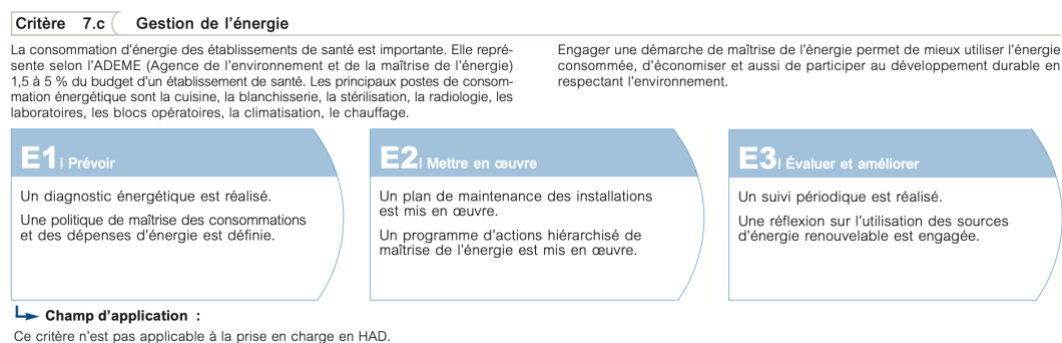 Critère 7.c Gestion de l'énergie
La consommation d'énergie des établissements de santé est importante. Elle repré-
sente selon l'ADEME (Agence de l'environnement et de la maîtrise de l'énergie)
1,5 à 5 % du budget d'un établissement de santé. Les principaux postes de consom-
mation énergétique sont la cuisine, la blanchisserie, la stérilisation, la radiologie, les
laboratoires, les blocs opératoires, la climatisation, le chauffage.
Engager une démarche de maîtrise de l'énergie permet de mieux utiliser l'énergie
consommée, d'économiser et aussi de participer au développement durable en
respectant l'environnement.
E1 I Prévoir
Un diagnostic énergétique est réalisé.
Une politique de maîtrise des consommations
et des dépenses d'énergie est définie.
E2 I Mettre en œuvre
Un plan de maintenance des installations
est mis en œuvre.
Un programme d'actions hiérarchisé de
maîtrise de l'énergie est mis en œuvre.
E3 I Évaluer et améliorer
Un suivi périodique est réalisé.
Une réflexion sur l'utilisation des sources
d'énergie renouvelable est engagée.
Champ d'application :
Ce critère n'est pas applicable à la prise en charge en HAD.